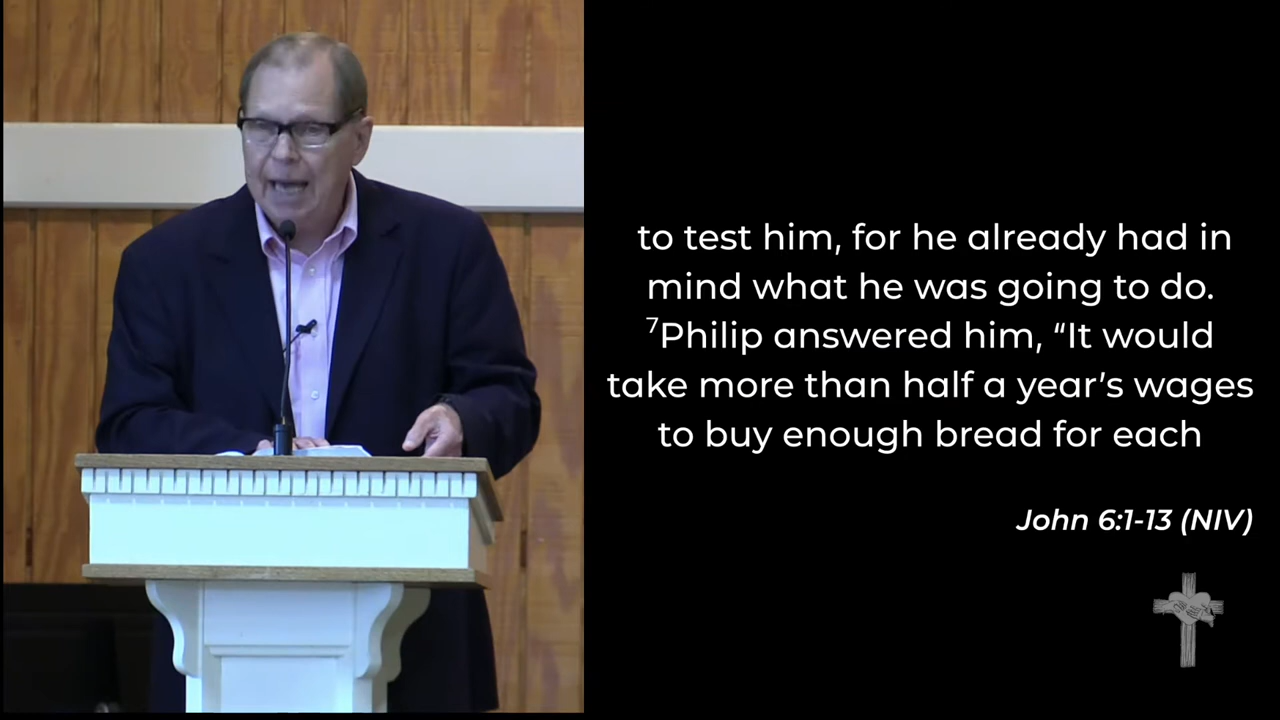 to test him, for he already had in
mind what he was going to do.
⁷Philip answered him, “It would
take more than half a year’s wages
to buy enough bread for each
John 6:1-13 (NIV)